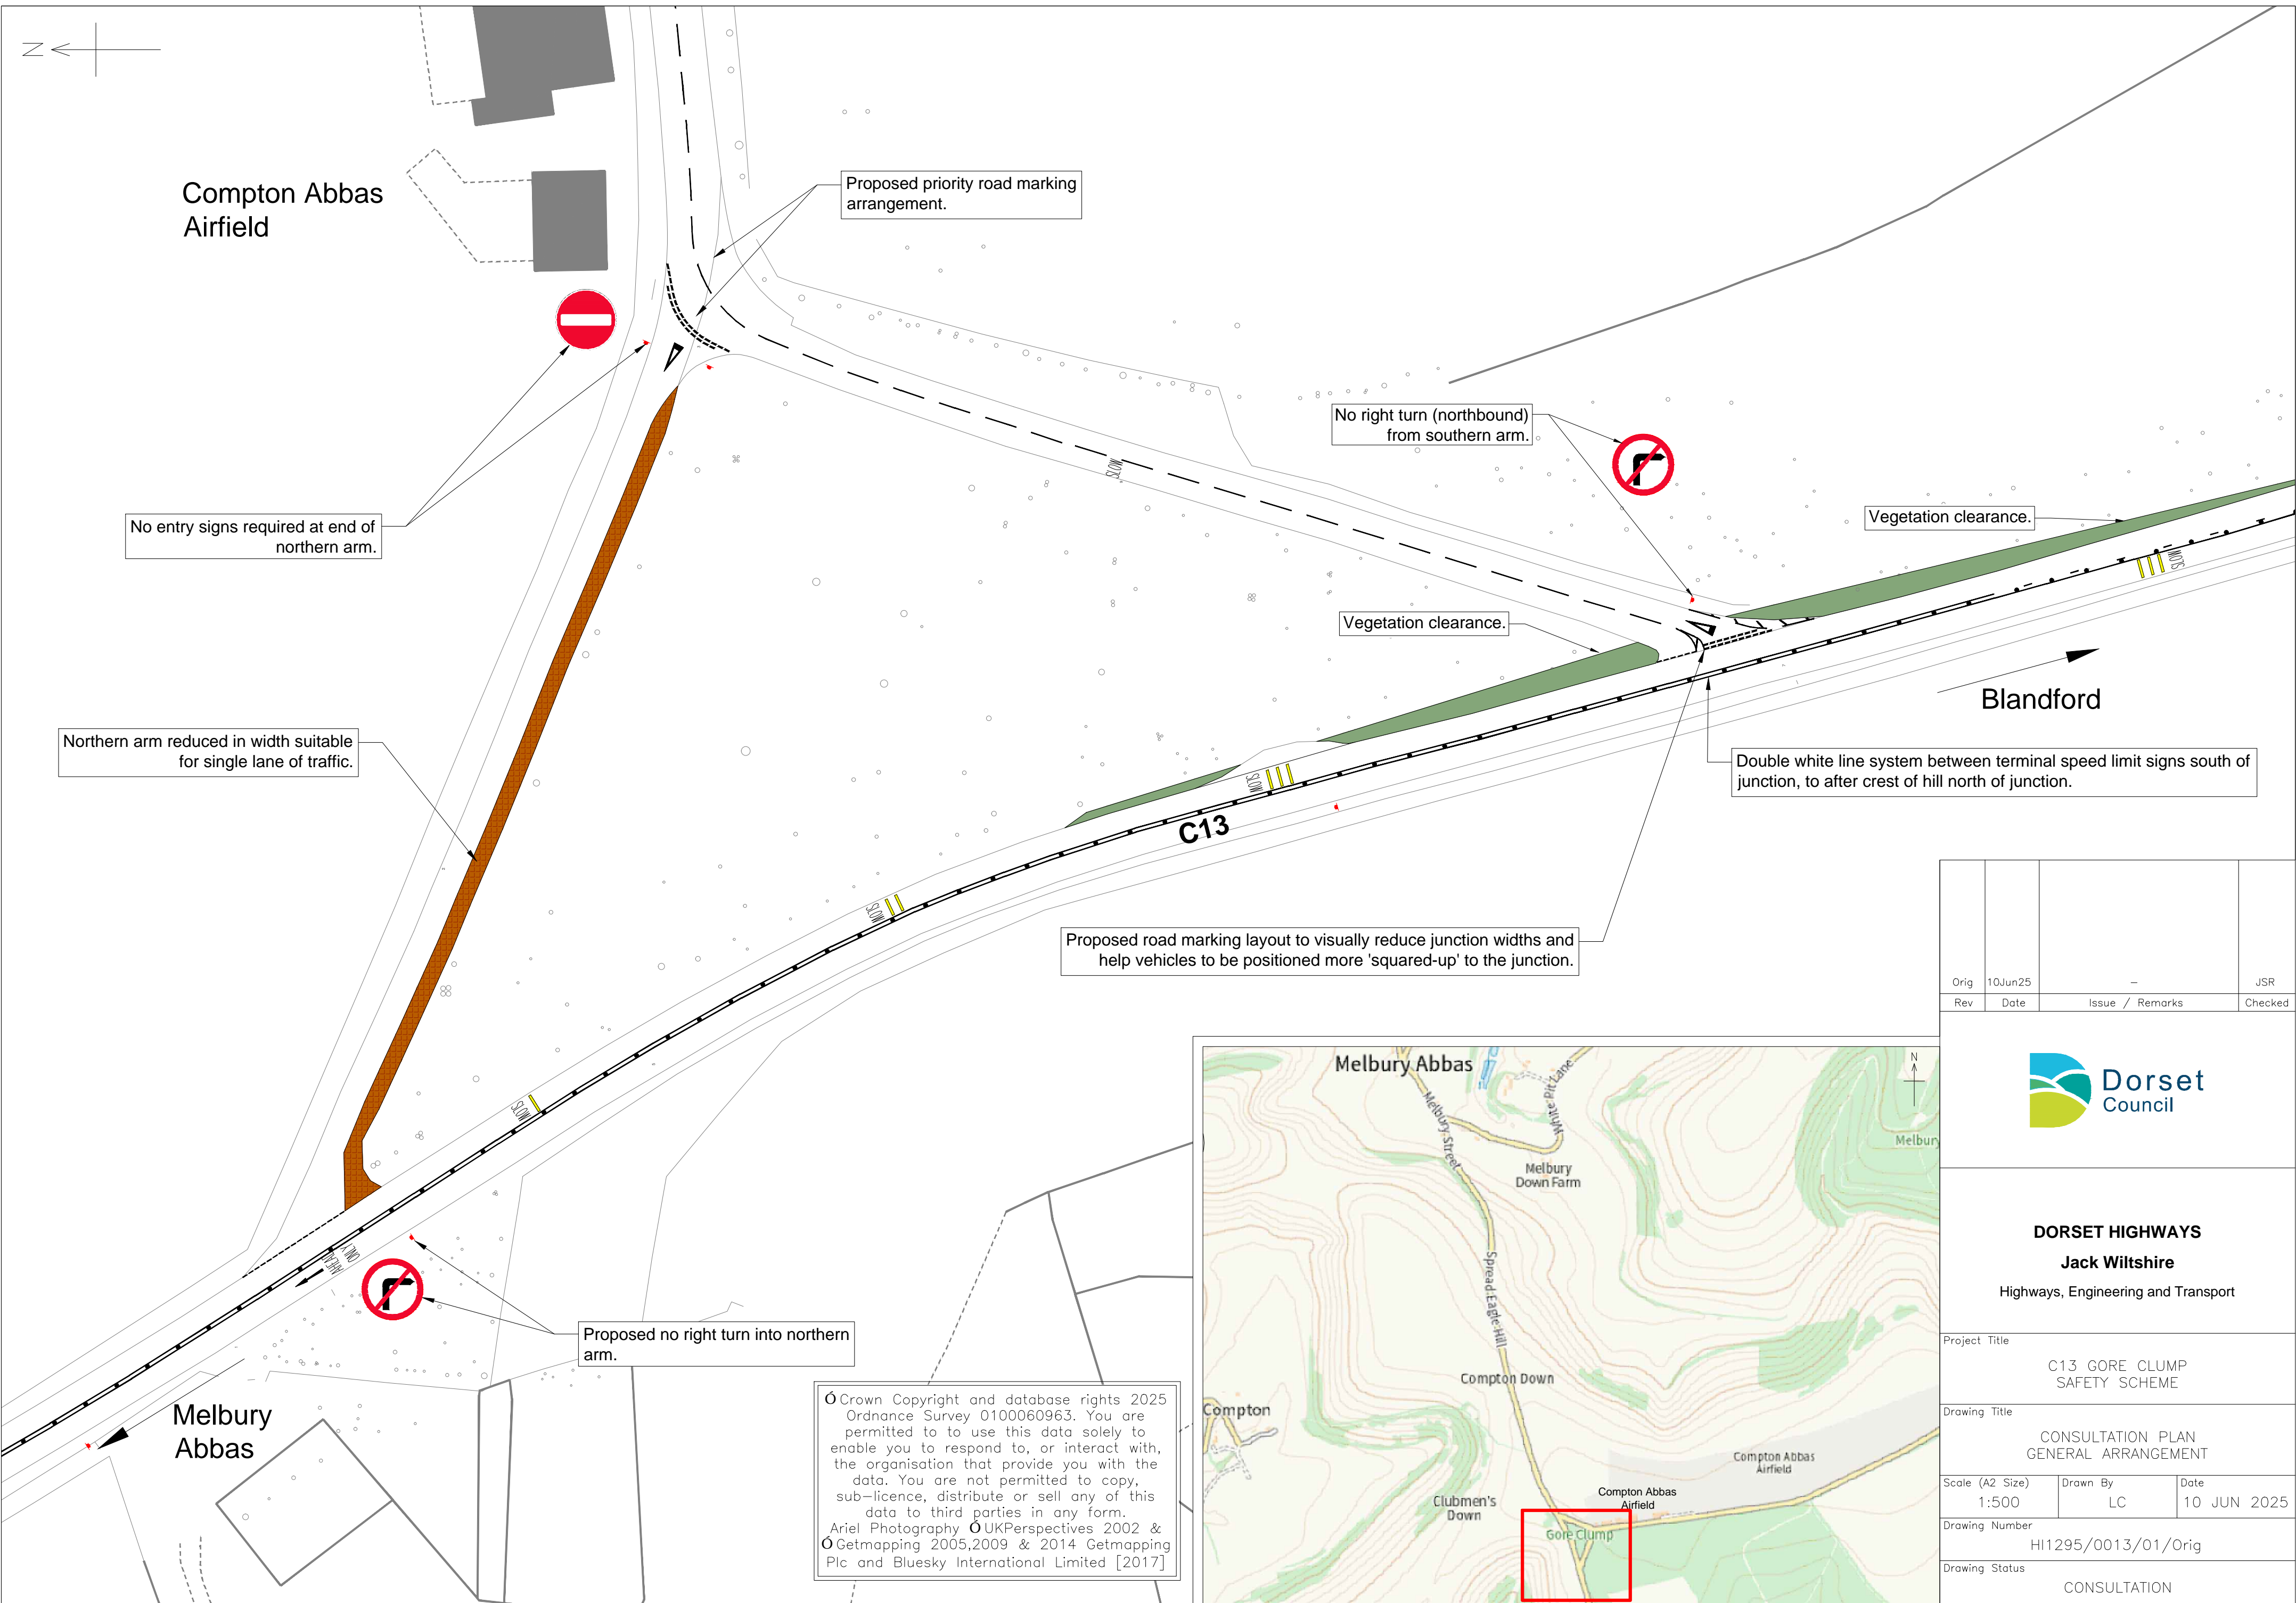 N
Compton Abbas
Airfield
Proposed priority road marking
arrangement.
No right turn (northbound)
from southern arm.
SLOW
Vegetation clearance.
No entry signs required at end of
northern arm.
SLOW
Vegetation clearance.
Blandford
Northern arm reduced in width suitable
for single lane of traffic.
Double white line system between terminal speed limit signs south of
junction, to after crest of hill north of junction.
SLOW
C13
SLOW
Proposed road marking layout to visually reduce junction widths and
help vehicles to be positioned more 'squared-up' to the junction.
SLOW
AHEAD
ONLY
Proposed no right turn into northern
arm.
Melbury
Abbas
Ó Crown Copyright and database rights 2025
Ordnance Survey 0100060963. You are
permitted to to use this data solely to
enable you to respond to, or interact with,
the organisation that provide you with the
data. You are not permitted to copy,
sub-licence, distribute or sell any of this
data to third parties in any form.
Ariel Photography Ó UKPerspectives 2002 &
Ó Getmapping 2005,2009 & 2014 Getmapping
Plc and Bluesky International Limited [2017]
Melbury Abbas
N
White Pit Lane
Melbury Street
Melbury
Melbury
Down Farm
Spread Eagle Hill
Compton Down
Compton
Compton Abbas
Airfield
Compton Abbas
Airfield
Clubmen's
Down
Gore Clump
Orig 10Jun25 – JSR
Rev Date Issue / Remarks Checked
Dorset
Council
DORSET HIGHWAYS
Jack Wiltshire
Highways, Engineering and Transport
Project Title
C13 GORE CLUMP
SAFETY SCHEME
Drawing Title
CONSULTATION PLAN
GENERAL ARRANGEMENT
Scale (A2 Size) Drawn By Date
1:500 LC 10 JUN 2025
Drawing Number
HI1295/0013/01/Orig
Drawing Status
CONSULTATION